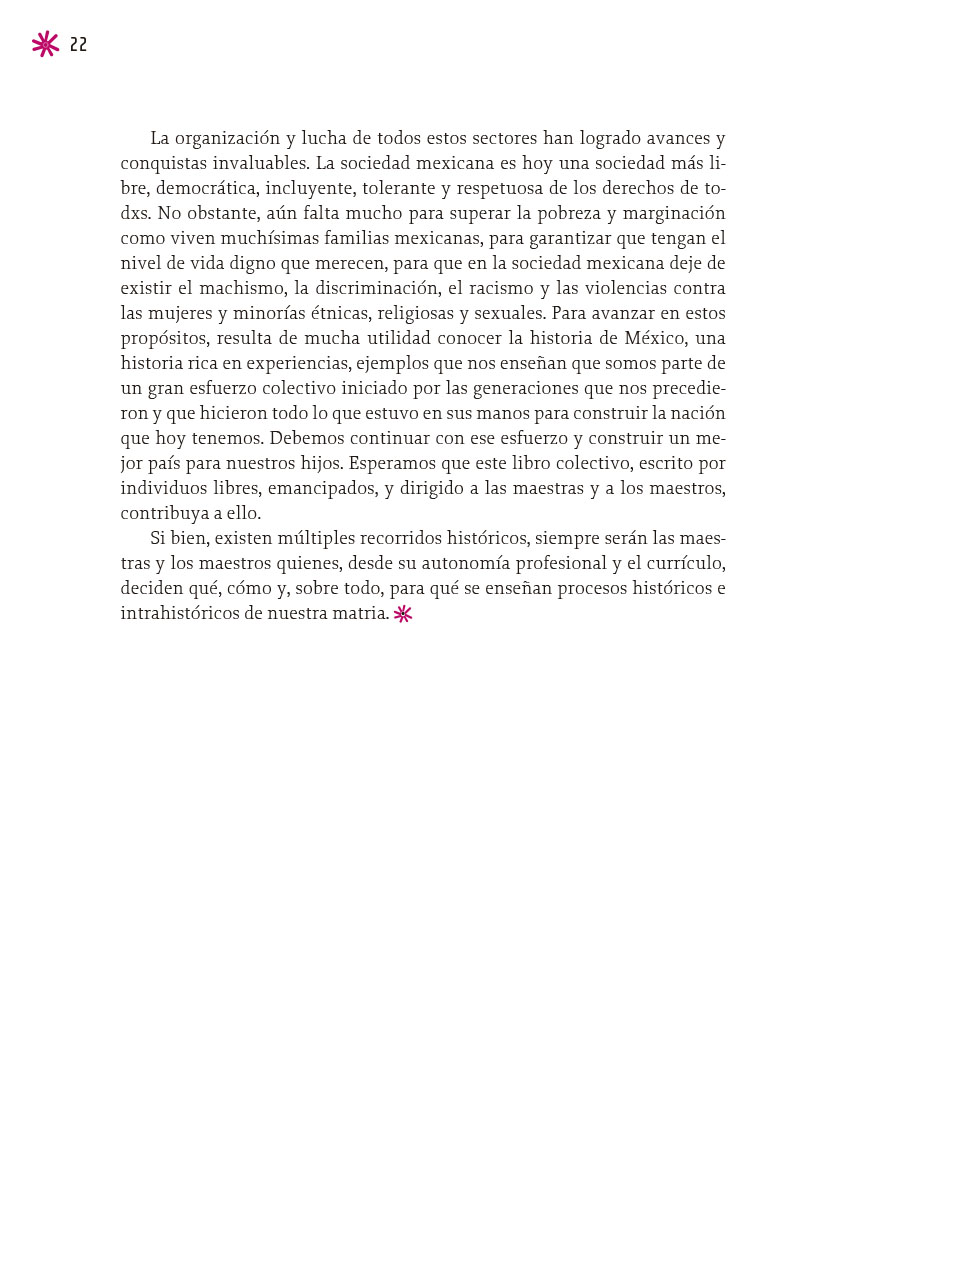 22
La organización y lucha de todos estos sectores han logrado avances y
conquistas invaluables. La sociedad mexicana es hoy una sociedad más li-
bre, democrática, incluyente, tolerante y respetuosa de los derechos de to-
dxs. No obstante, aún falta mucho para superar la pobreza y marginación
como viven muchísimas familias mexicanas, para garantizar que tengan el
nivel de vida digno que merecen, para que en la sociedad mexicana deje de
existir el machismo, la discriminación, el racismo y las violencias contra
las mujeres y minorías étnicas, religiosas y sexuales. Para avanzar en estos
propósitos, resulta de mucha utilidad conocer la historia de México, una
historia rica en experiencias, ejemplos que nos enseñan que somos parte de
un gran esfuerzo colectivo iniciado por las generaciones que nos precedie-
ron y que hicieron todo lo que estuvo en sus manos para construir la nación
que hoy tenemos. Debemos continuar con ese esfuerzo y construir un me-
jor país para nuestros hijos. Esperamos que este libro colectivo, escrito por
individuos libres, emancipados, y dirigido a las maestras y a los maestros,
contribuya a ello.
Si bien, existen múltiples recorridos históricos, siempre serán las maes-
tras y los maestros quienes, desde su autonomía profesional y el currículo,
deciden qué, cómo y, sobre todo, para qué se enseñan procesos históricos e
intrahistóricos de nuestra matria.